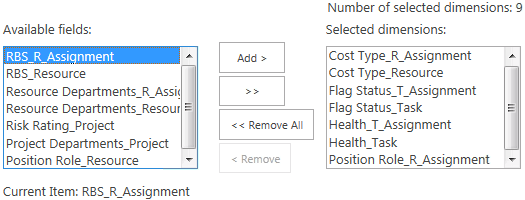 Number of selected dimensions: 9
Available fields:
Selected dimensions:
RBS_R_Assignment
RBS_Resource
Resource Departments_R_Assig
Resource Departments_Resour
Risk Rating_Project
Project Departments_Project
Position Role_Resource
Add >
>>
<< Remove All
< Remove
Cost Type_R_Assignment
Cost Type_Resource
Flag Status_T_Assignment
Flag Status_Task
Health_T_Assignment
Health_Task
Position Role_R_Assignment
Current Item: RBS_R_Assignment